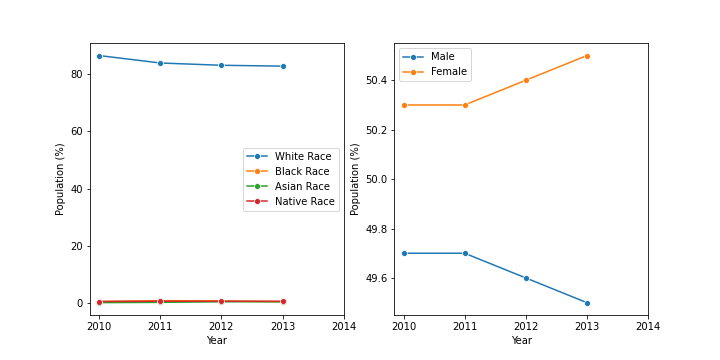 80
60
40
20
0
Population (%)
2010 2011 2012 2013 2014
Year
White Race
Black Race
Asian Race
Native Race
50.4
50.2
50.0
49.8
49.6
Population (%)
2010 2011 2012 2013 2014
Year
Male
Female